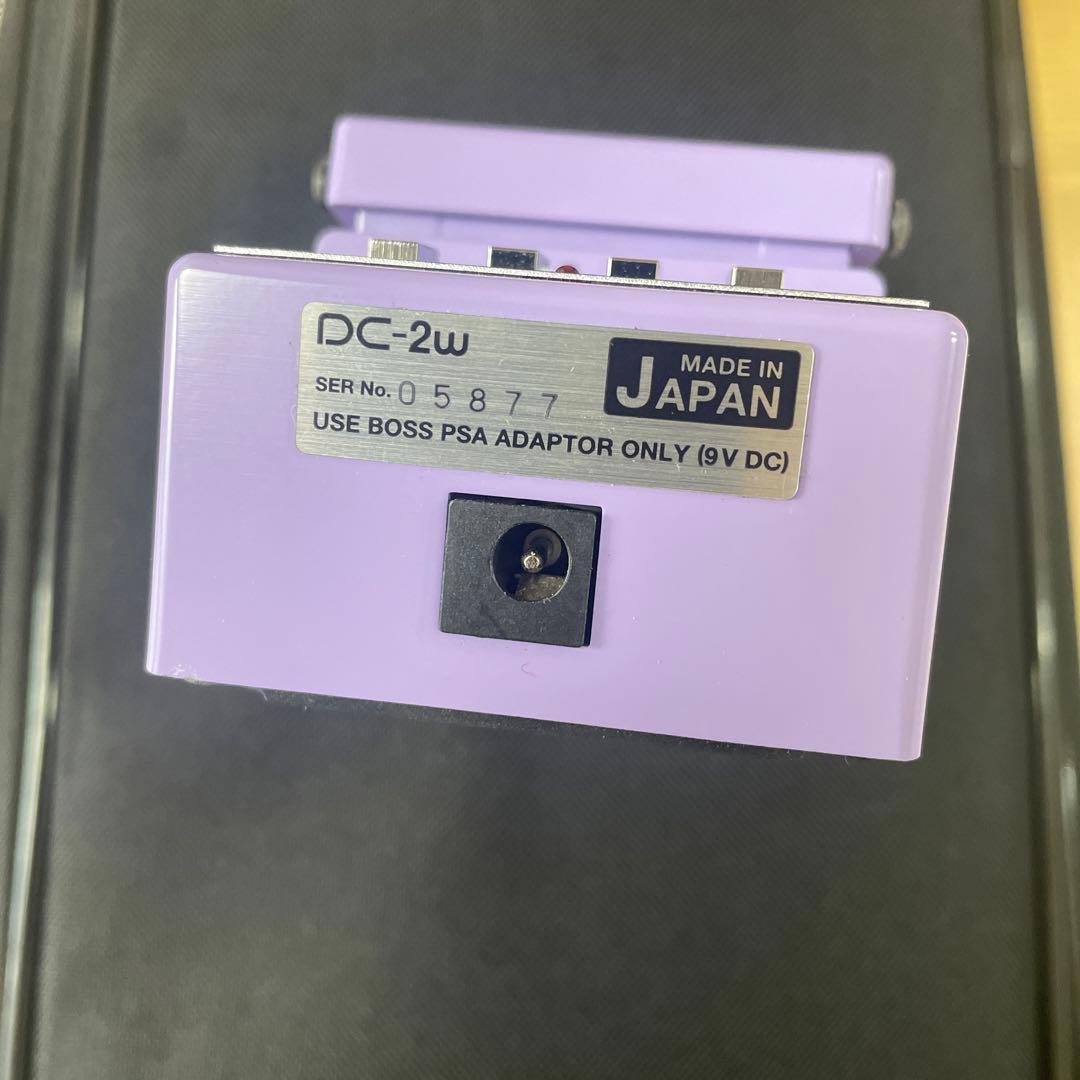 DC-2w
MADE IN
JAPAN
SER No. 05877
USE BOSS PSA ADAPTOR ONLY (9V DC)